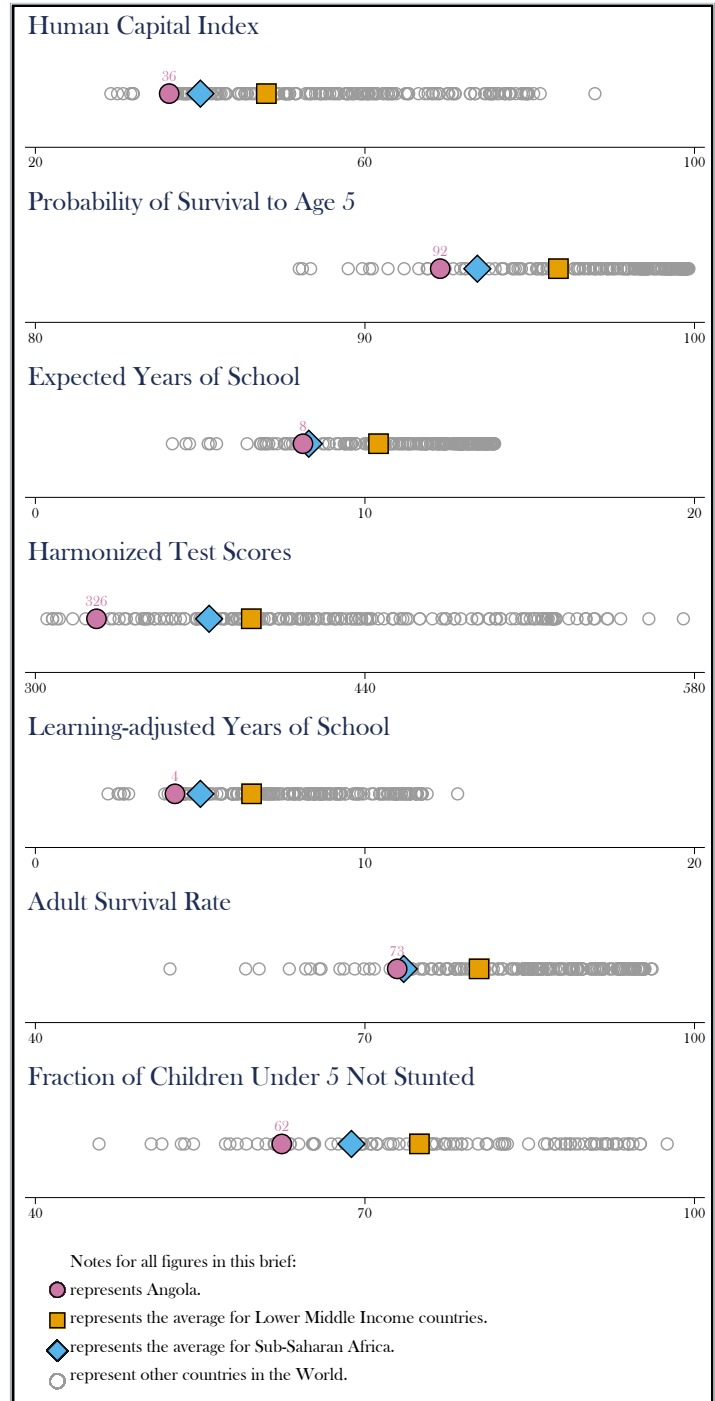 Human Capital Index
36
20 60 100
Probability of Survival to Age 5
92
80 90 100
Expected Years of School
8
0 10 20
Harmonized Test Scores
326
300 440 580
Learning-adjusted Years of School
4
0 10 20
Adult Survival Rate
73
40 70 100
Fraction of Children Under 5 Not Stunted
62
40 70 100
Notes for all figures in this brief:
represents Angola.
represents the average for Lower Middle Income countries.
represents the average for Sub-Saharan Africa.
represent other countries in the World.